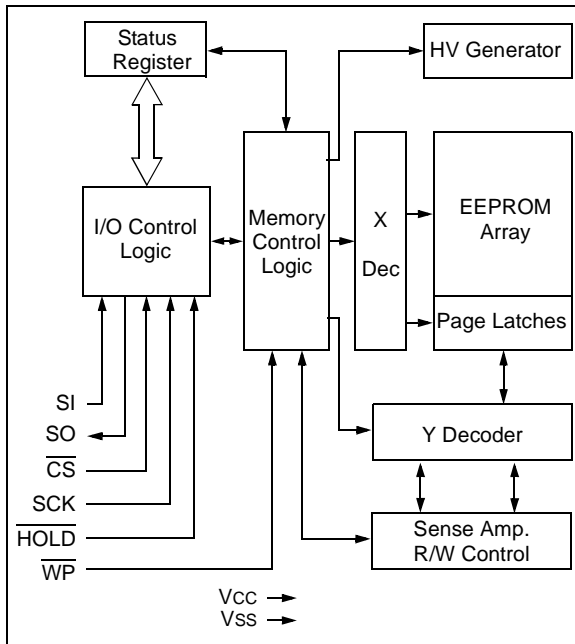 Status
Register
HV Generator
I/O Control
Logic
Memory
Control
Logic
X
Dec
EEPROM
Array
Page Latches
SI
SO
CS
SCK
HOLD
WP
Y Decoder
Sense Amp.
R/W Control
VCC
VSS